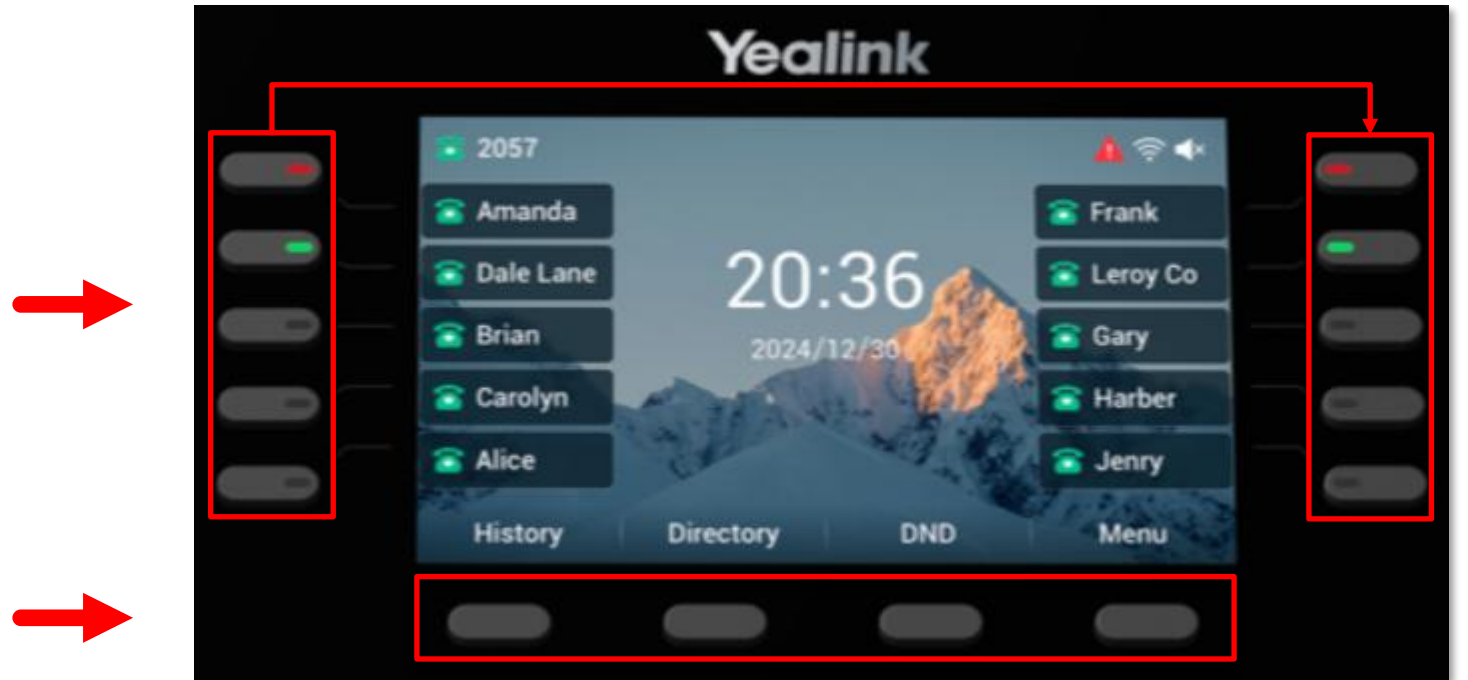 Yealink
2057
Amanda
Frank
Dale Lane
Leroy Co
20:36
Brian
Gary
2024/12/30
Carolyn
Harber
Alice
Jenry
History
Directory
DND
Menu